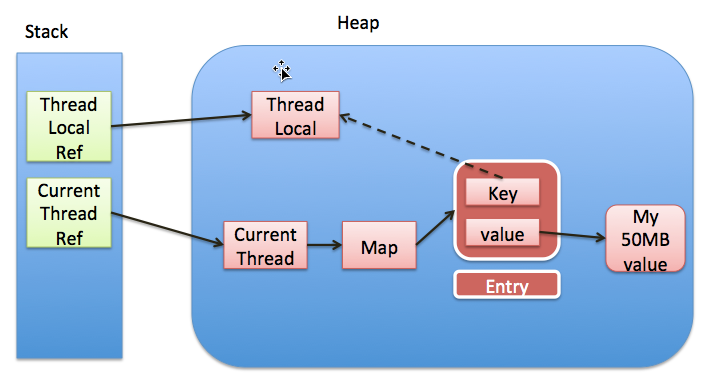 Stack
Heap
Thread
Local
Ref
Thread
Local
Current
Thread
Ref
Key
value
My
50MB
value
Current
Thread
Map
Entry